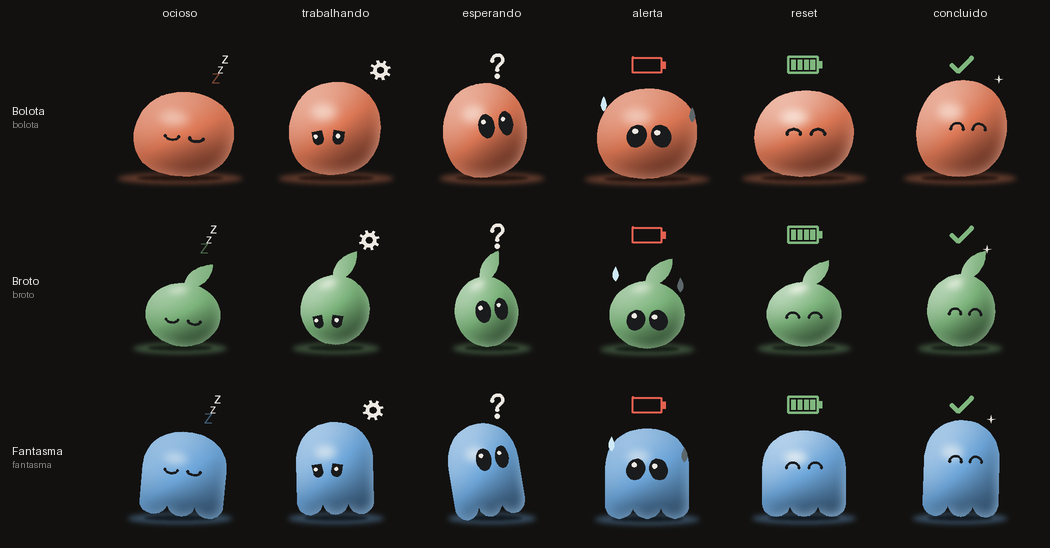 ocioso trabalhando esperando alerta reset concluido
z
z
z
?
Bolota
bolota
z
z
z
?
Broto
broto
z
z
z
?
Fantasma
fantasma